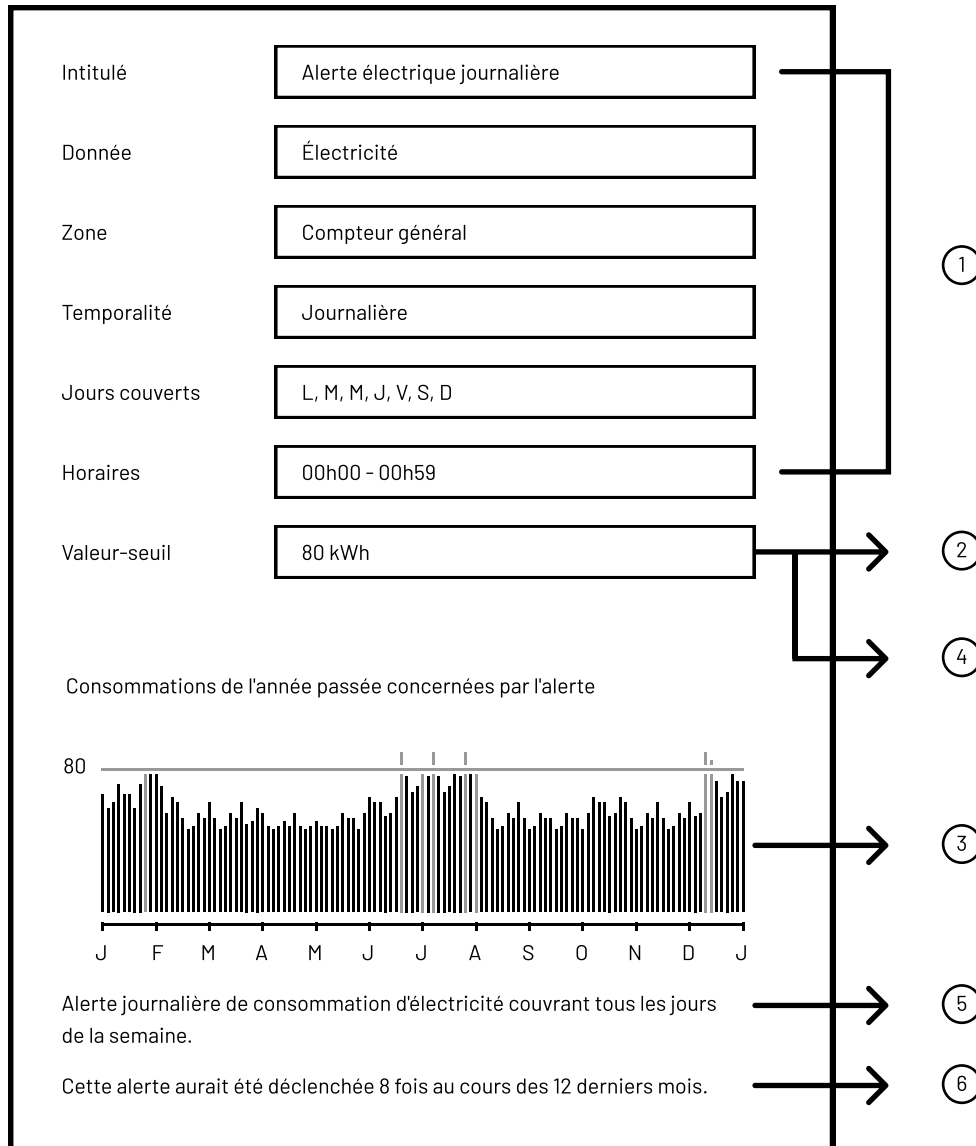 Intitulé
Alerte électrique journalière
Donnée
Électricité
Zone
Compteur général
1
Temporalité
Journalière
Jours couverts
L, M, M, J, V, S, D
Horaires
00h00 - 00h59
Valeur-seuil
80 kWh
2
4
Consommations de l'année passée concernées par l'alerte
80
3
J F M A M J J A S O N D J
Alerte journalière de consommation d'électricité couvrant tous les jours
de la semaine.
5
Cette alerte aurait été déclenchée 8 fois au cours des 12 derniers mois.
6